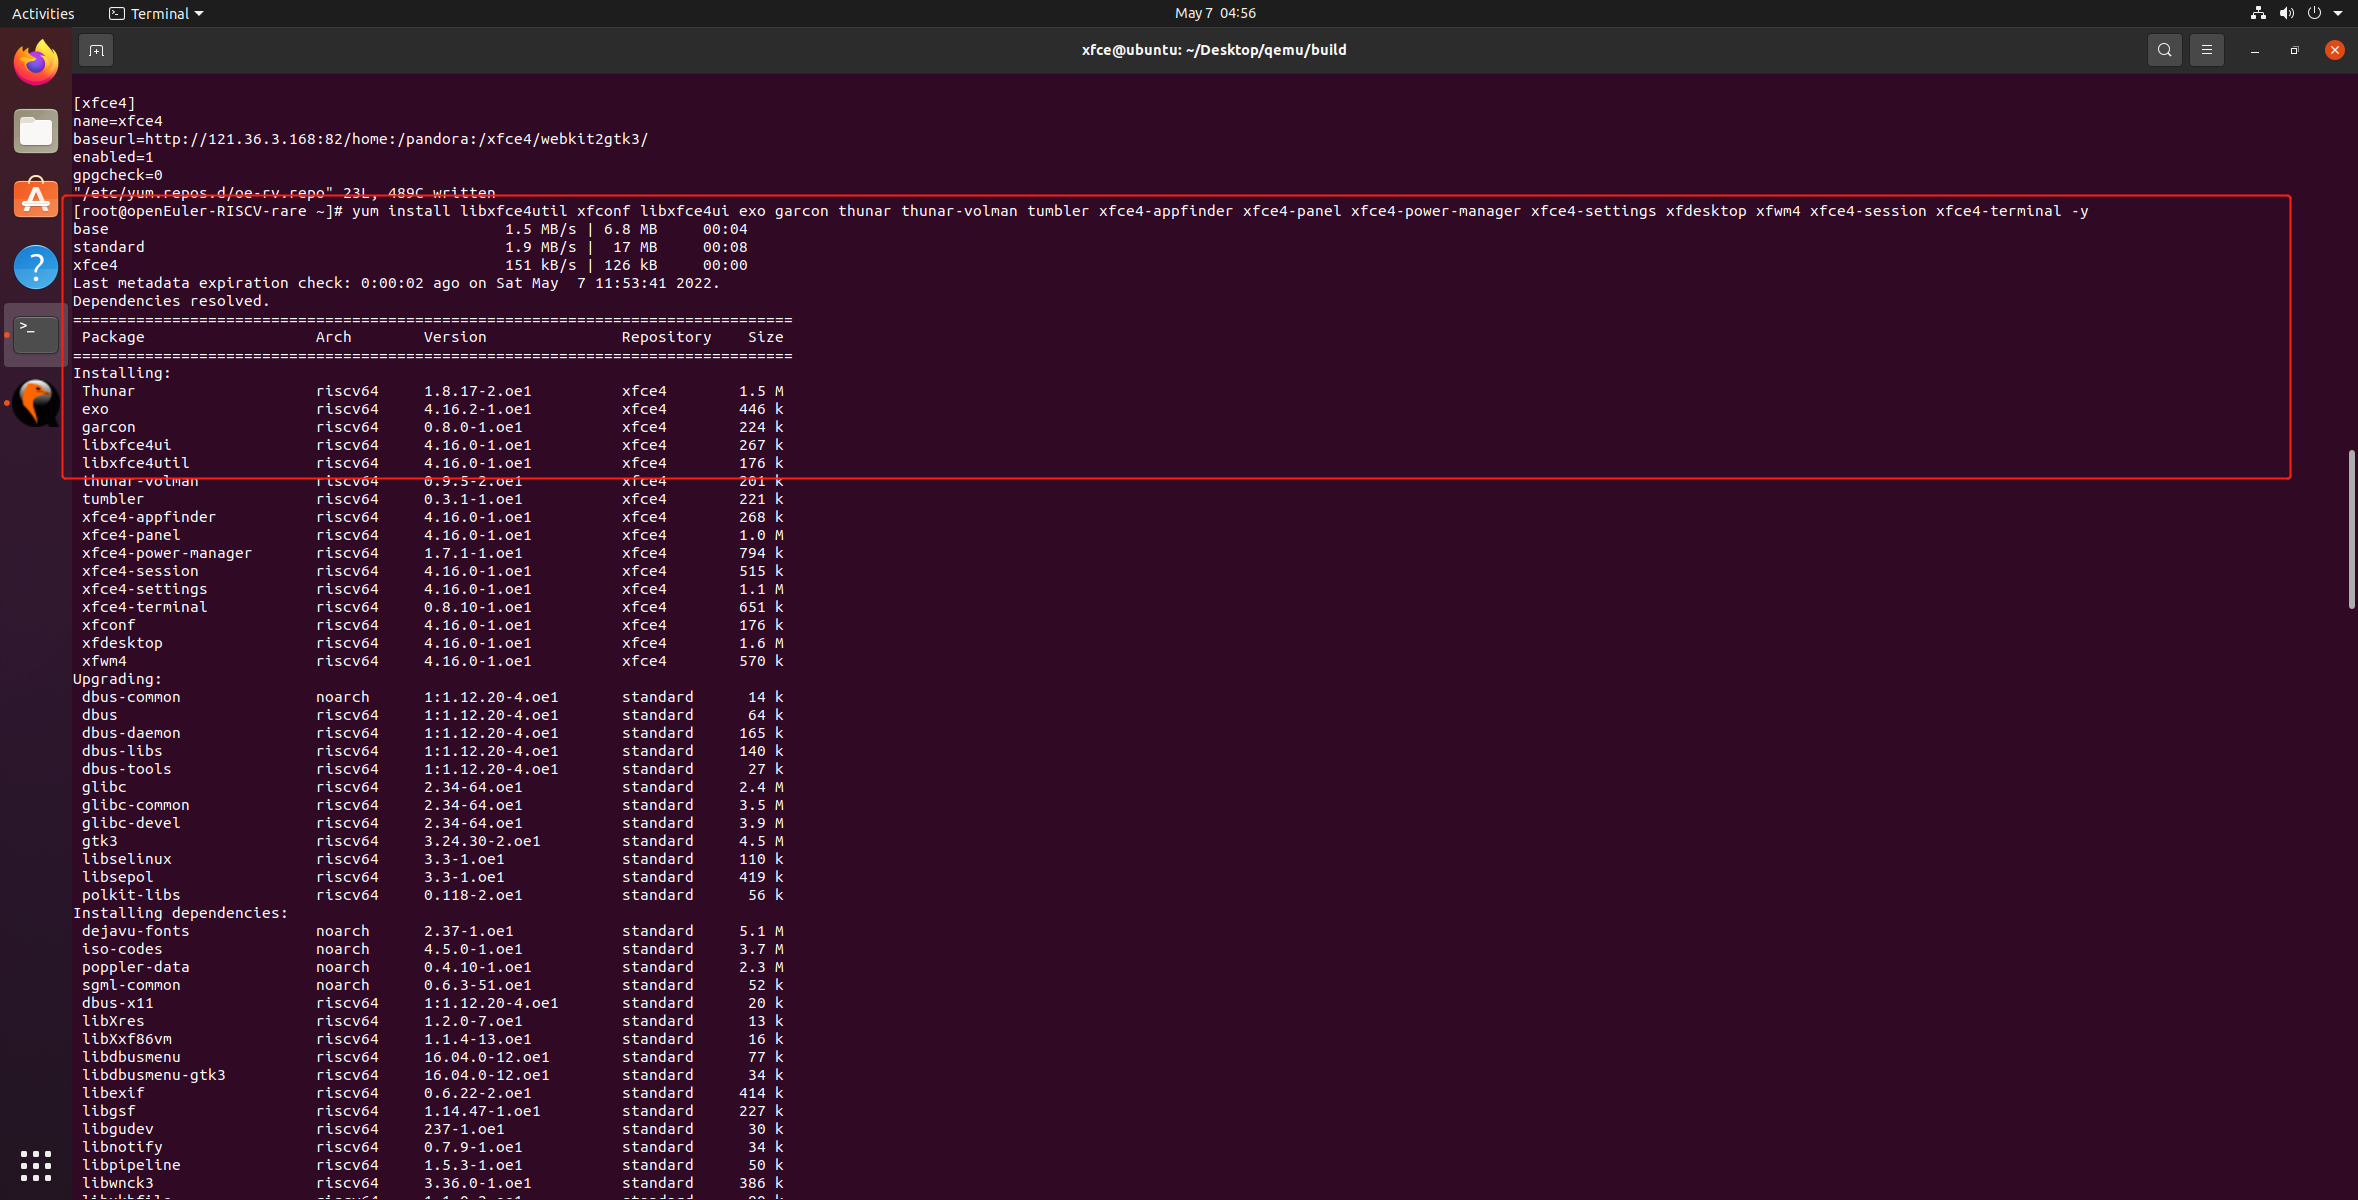 Activities Terminal May 7 04:56
xfce@ubuntu: ~/Desktop/qemu/build
[xfce4]
name=xfce4
baseurl=http://121.36.3.168:82/home:/pandora:/xfce4/webkit2gtk3/
enabled=1
gpgcheck=0
"/etc/yum.repos.d/oe-rv.repo" 23L, 489C written
[root@openEuler-RISCV-rare ~]# yum install libxfce4util xfconf libxfce4ui exo garcon thunar thunar-volman tumbler xfce4-appfinder xfce4-panel xfce4-power-manager xfce4-settings xfdesktop xfwm4 xfce4-session xfce4-terminal -y
base 1.5 MB/s | 6.8 MB 00:04
standard 1.9 MB/s | 17 MB 00:08
xfce4 151 kB/s | 126 kB 00:00
Last metadata expiration check: 0:00:02 ago on Sat May 7 11:53:41 2022.
Dependencies resolved.
================================================================================
Package Arch Version Repository Size
================================================================================
Installing:
Thunar riscv64 1.8.17-2.oe1 xfce4 1.5 M
exo riscv64 4.16.2-1.oe1 xfce4 446 k
garcon riscv64 0.8.0-1.oe1 xfce4 224 k
libxfce4ui riscv64 4.16.0-1.oe1 xfce4 267 k
libxfce4util riscv64 4.16.0-1.oe1 xfce4 176 k
thunar-volman riscv64 0.9.5-2.oe1 xfce4 201 k
tumbler riscv64 0.3.1-1.oe1 xfce4 221 k
xfce4-appfinder riscv64 4.16.0-1.oe1 xfce4 268 k
xfce4-panel riscv64 4.16.0-1.oe1 xfce4 1.0 M
xfce4-power-manager riscv64 1.7.1-1.oe1 xfce4 794 k
xfce4-session riscv64 4.16.0-1.oe1 xfce4 515 k
xfce4-settings riscv64 4.16.0-1.oe1 xfce4 1.1 M
xfce4-terminal riscv64 0.8.10-1.oe1 xfce4 651 k
xfconf riscv64 4.16.0-1.oe1 xfce4 176 k
xfdesktop riscv64 4.16.0-1.oe1 xfce4 1.6 M
xfwm4 riscv64 4.16.0-1.oe1 xfce4 570 k
Upgrading:
dbus-common noarch 1:1.12.20-4.oe1 standard 14 k
dbus riscv64 1:1.12.20-4.oe1 standard 64 k
dbus-daemon riscv64 1:1.12.20-4.oe1 standard 165 k
dbus-libs riscv64 1:1.12.20-4.oe1 standard 140 k
dbus-tools riscv64 1:1.12.20-4.oe1 standard 27 k
glibc riscv64 2.34-64.oe1 standard 2.4 M
glibc-common riscv64 2.34-64.oe1 standard 3.5 M
glibc-devel riscv64 2.34-64.oe1 standard 3.9 M
gtk3 riscv64 3.24.30-2.oe1 standard 4.5 M
libselinux riscv64 3.3-1.oe1 standard 110 k
libsepol riscv64 3.3-1.oe1 standard 419 k
polkit-libs riscv64 0.118-2.oe1 standard 56 k
Installing dependencies:
dejavu-fonts noarch 2.37-1.oe1 standard 5.1 M
iso-codes noarch 4.5.0-1.oe1 standard 3.7 M
poppler-data noarch 0.4.10-1.oe1 standard 2.3 M
sgml-common noarch 0.6.3-51.oe1 standard 52 k
dbus-x11 riscv64 1:1.12.20-4.oe1 standard 20 k
libXres riscv64 1.2.0-7.oe1 standard 13 k
libXxf86vm riscv64 1.1.4-13.oe1 standard 16 k
libdbusmenu riscv64 16.04.0-12.oe1 standard 77 k
libdbusmenu-gtk3 riscv64 16.04.0-12.oe1 standard 34 k
libexif riscv64 0.6.22-2.oe1 standard 414 k
libgsf riscv64 1.14.47-1.oe1 standard 227 k
libgudev riscv64 237-1.oe1 standard 30 k
libnotify riscv64 0.7.9-1.oe1 standard 34 k
libpipeline riscv64 1.5.3-1.oe1 standard 50 k
libwnck3 riscv64 3.36.0-1.oe1 standard 386 k